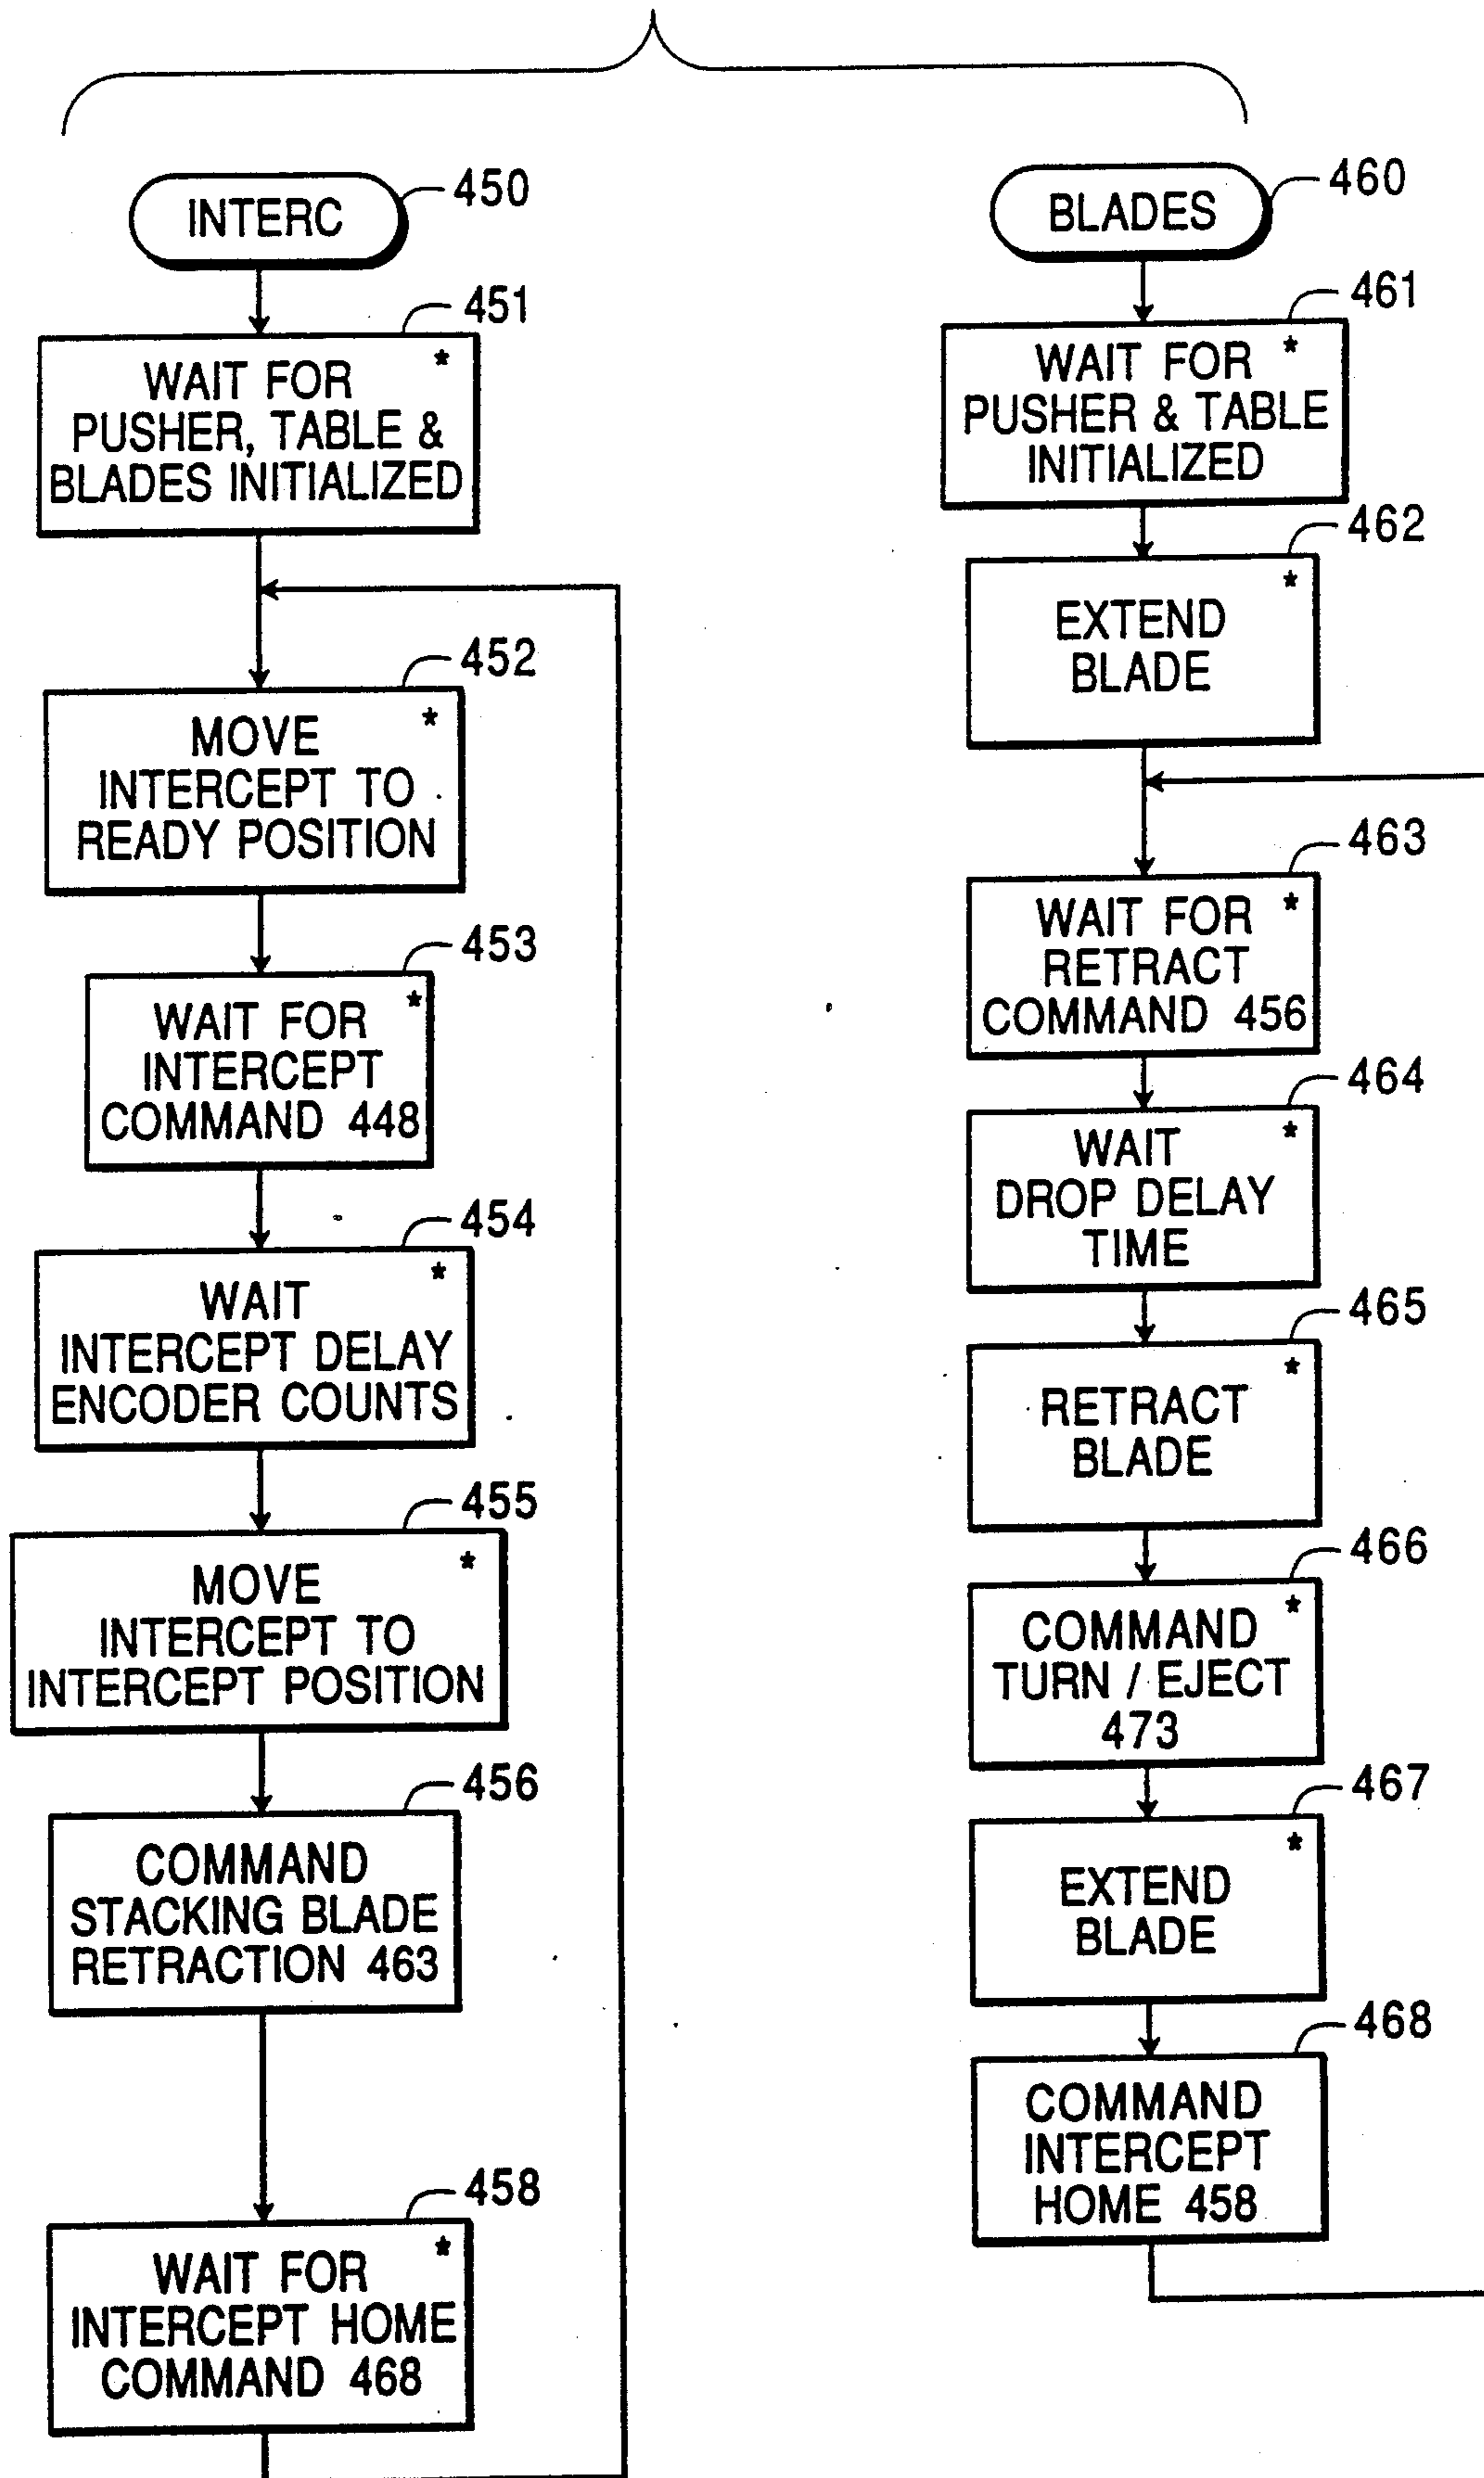 INTERC
450
451
*
WAIT FOR
PUSHER, TABLE &
BLADES INITIALIZED
452
*
MOVE
INTERCEPT TO
READY POSITION
453
*
WAIT FOR
INTERCEPT
COMMAND 448
454
*
WAIT
INTERCEPT DELAY
ENCODER COUNTS
455
*
MOVE
INTERCEPT TO
INTERCEPT POSITION
456
COMMAND
STACKING BLADE
RETRACTION 463
458
*
WAIT FOR
INTERCEPT HOME
COMMAND 468
BLADES
460
461
WAIT FOR *
PUSHER & TABLE
INITIALIZED
462
*
EXTEND
BLADE
463
WAIT FOR *
RETRACT
COMMAND 456
464
*
WAIT
DROP DELAY
TIME
465
*
RETRACT
BLADE
466
*
COMMAND
TURN / EJECT
473
467
*
EXTEND
BLADE
468
COMMAND
INTERCEPT
HOME 458